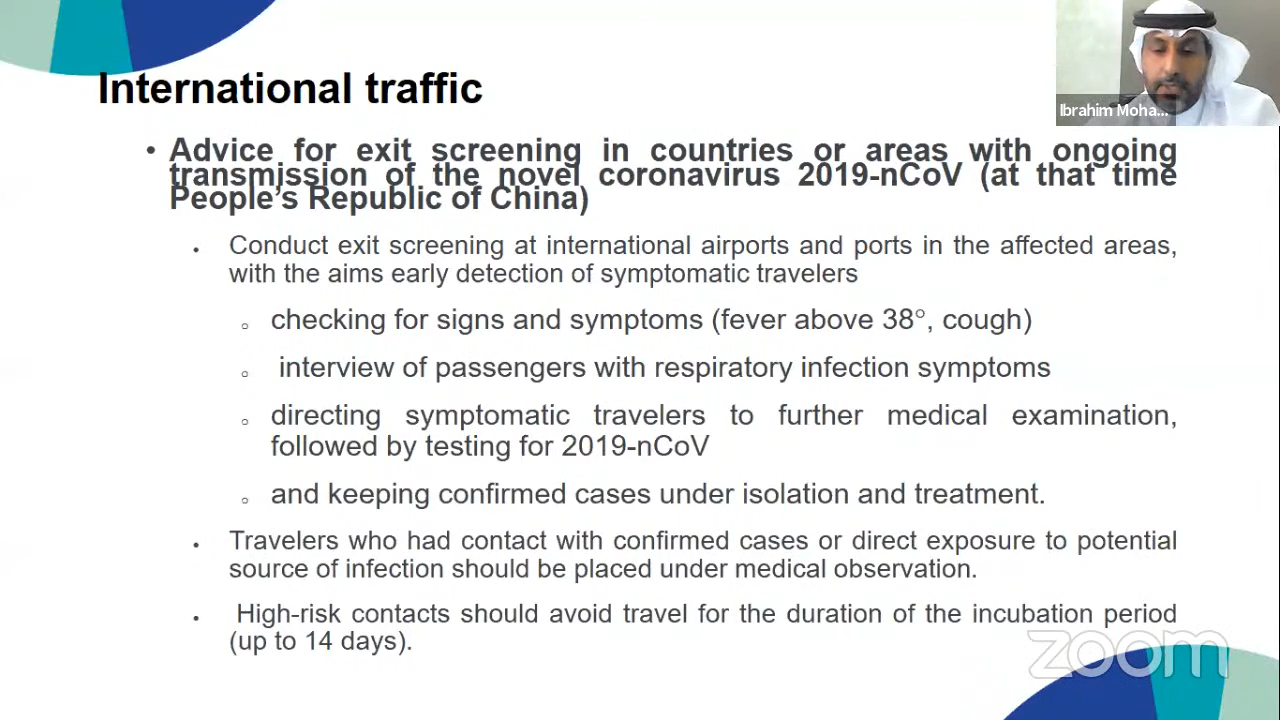 International traffic
Ibrahim Moha...
• Advice for exit screening in countries or areas with ongoing
transmission of the novel coronavirus 2019-nCoV (at that time
People's Republic of China)
• Conduct exit screening at international airports and ports in the affected areas,
with the aims early detection of symptomatic travelers
○ checking for signs and symptoms (fever above 38°, cough)
○ interview of passengers with respiratory infection symptoms
○ directing symptomatic travelers to further medical examination,
followed by testing for 2019-nCoV
○ and keeping confirmed cases under isolation and treatment.
• Travelers who had contact with confirmed cases or direct exposure to potential
source of infection should be placed under medical observation.
• High-risk contacts should avoid travel for the duration of the incubation period
(up to 14 days).
zoom